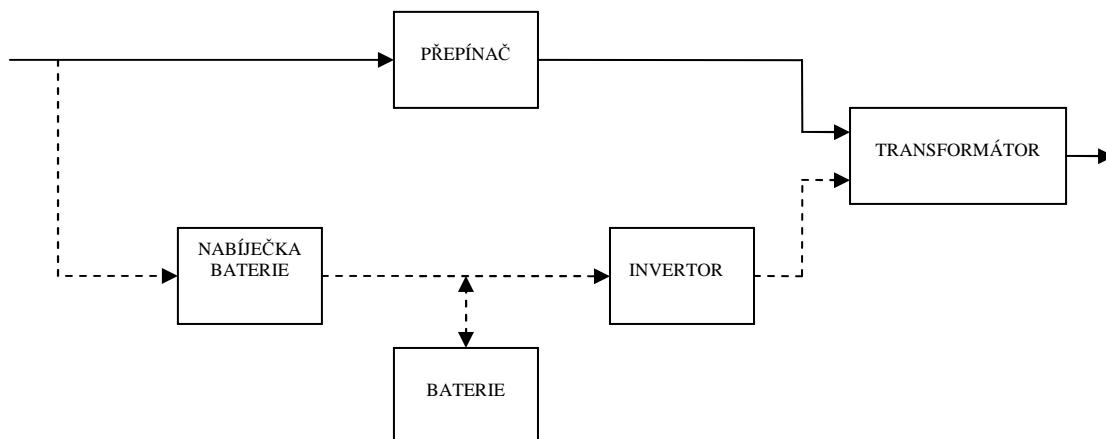 PŘEPÍNAČ
TRANSFORMÁTOR
NABÍJEČKA
BATERIE
INVERTOR
BATERIE